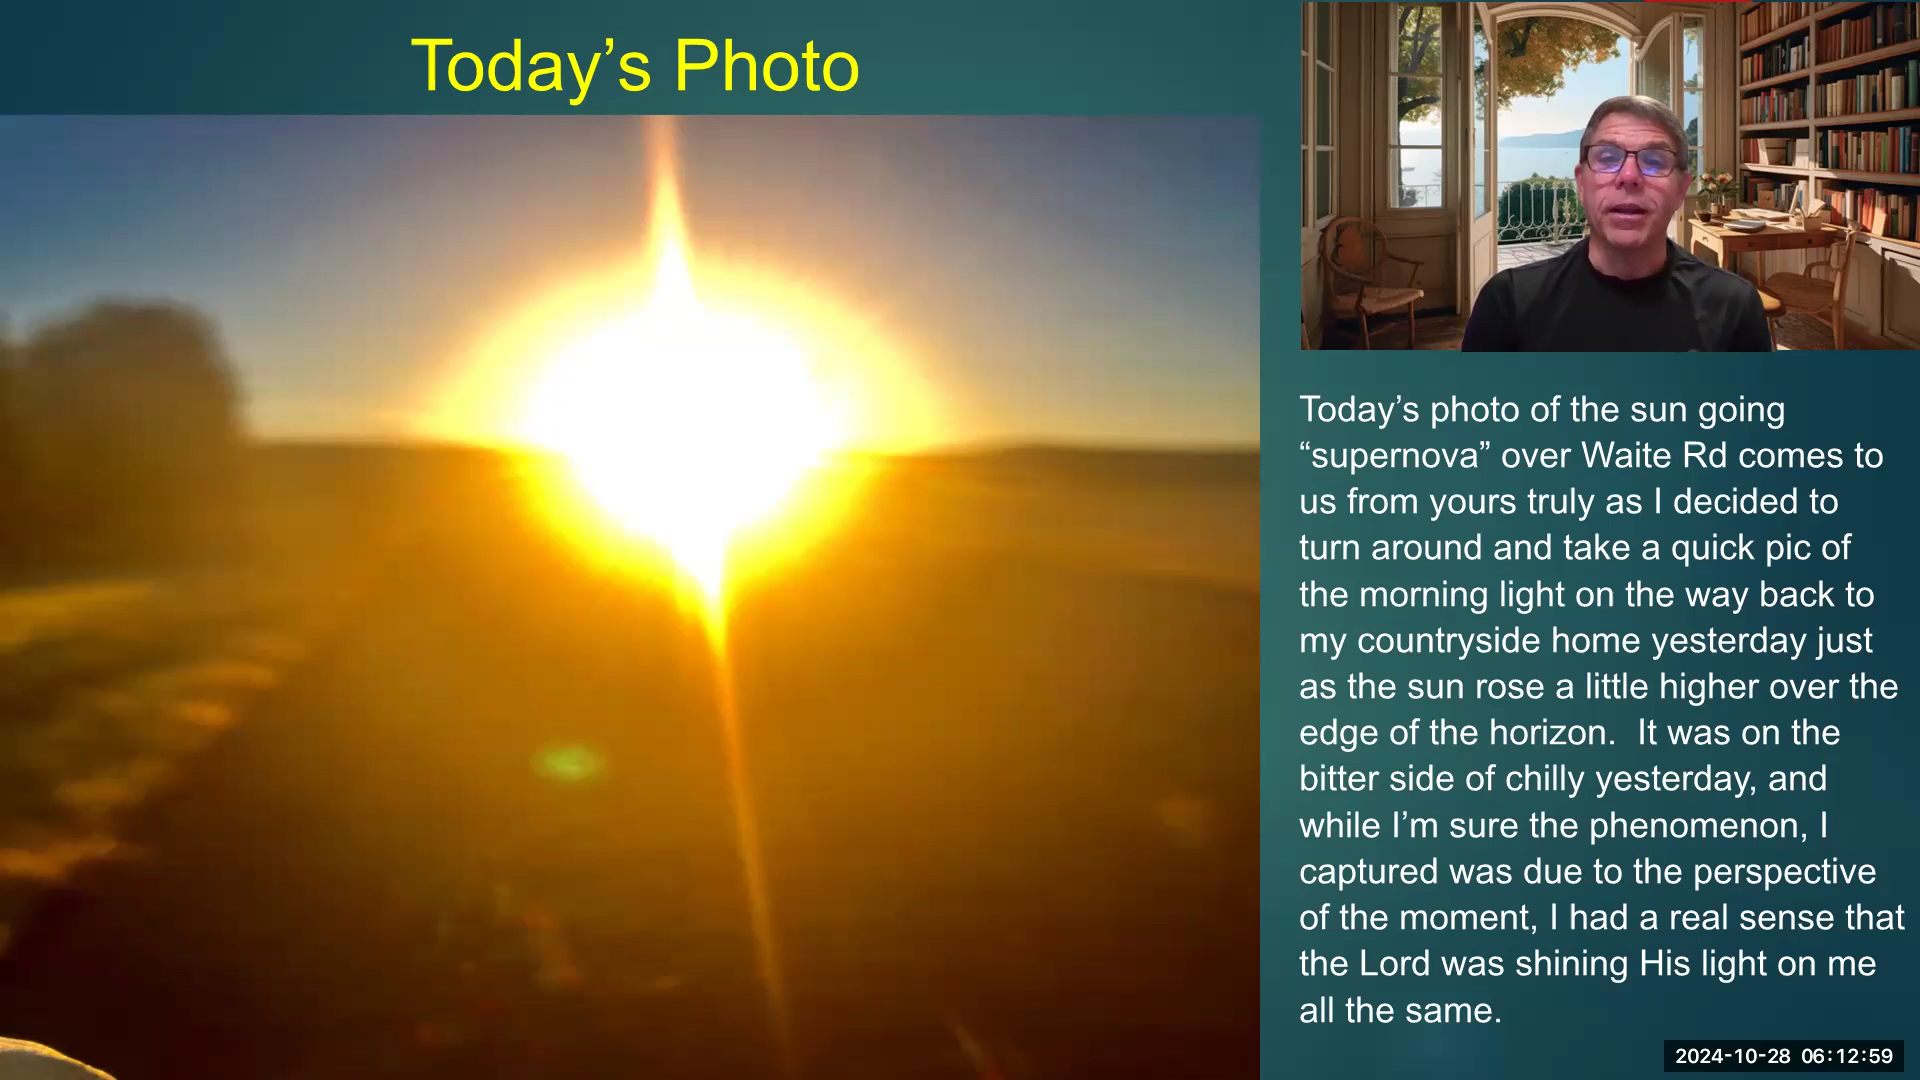 Today’s Photo
Today’s photo of the sun going
“supernova” over Waite Rd comes to
us from yours truly as I decided to
turn around and take a quick pic of
the morning light on the way back to
my countryside home yesterday just
as the sun rose a little higher over the
edge of the horizon.  It was on the
bitter side of chilly yesterday, and
while I’m sure the phenomenon, I
captured was due to the perspective
of the moment, I had a real sense that
the Lord was shining His light on me
all the same.
2024-10-28 06:12:59